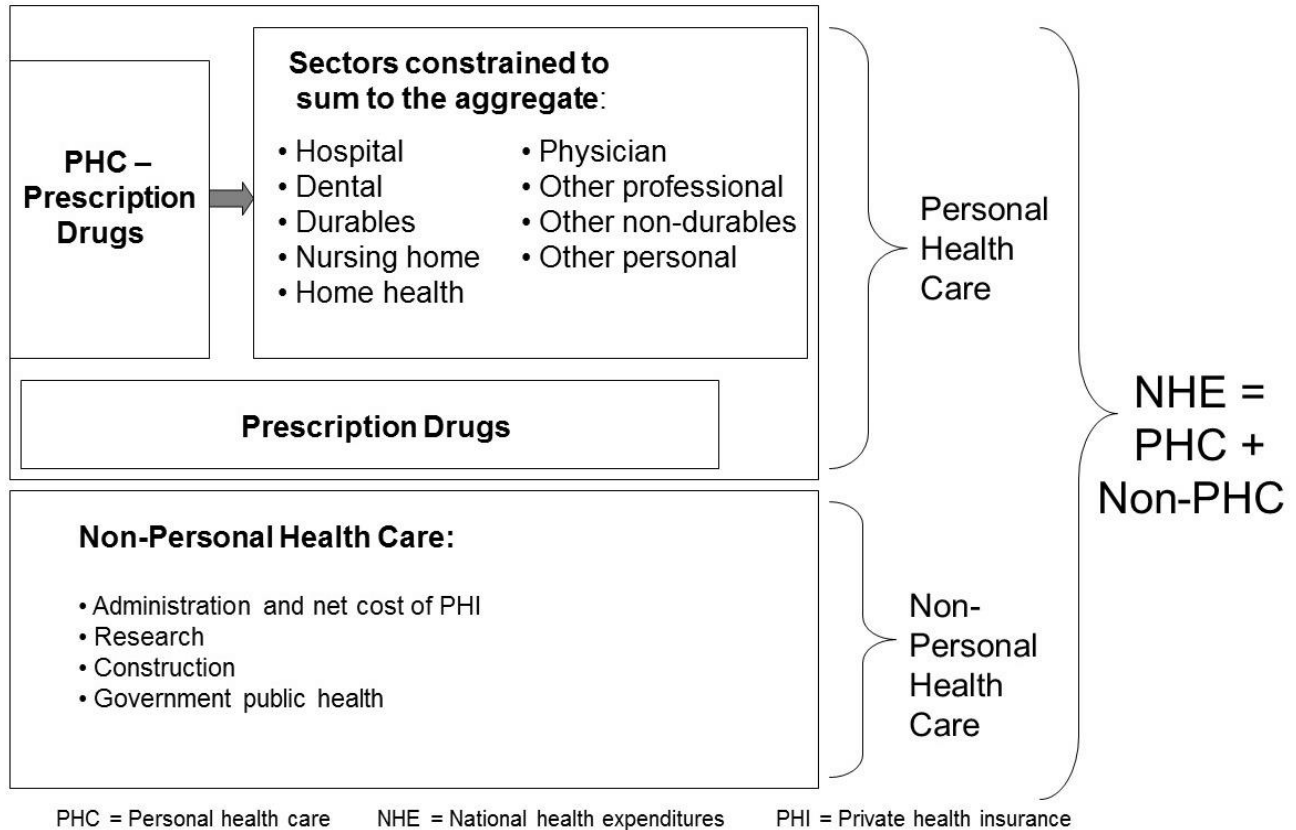 PHC –
Prescription
Drugs
Sectors constrained to
sum to the aggregate:
• Hospital
• Dental
• Durables
• Nursing home
• Home health
• Physician
• Other professional
• Other non-durables
• Other personal
Prescription Drugs
Personal
Health
Care
Non-Personal Health Care:
• Administration and net cost of PHI
• Research
• Construction
• Government public health
Non-
Personal
Health
Care
NHE =
PHC +
Non-PHC
PHC = Personal health care NHE = National health expenditures PHI = Private health insurance